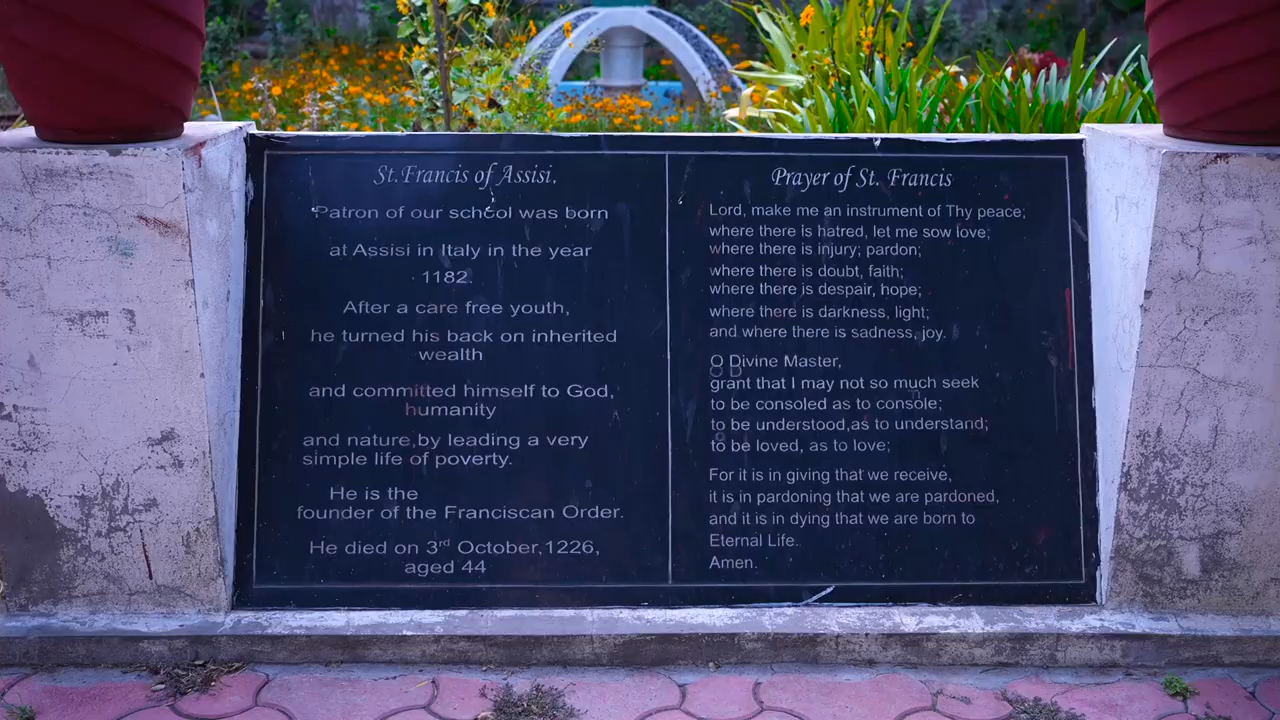 St. Francis of Assisi.
Patron of our school was born
at Assisi in Italy in the year
1182.
After a care free youth,
he turned his back on inherited
wealth
and committed himself to God,
humanity
and nature,by leading a very
simple life of poverty.
He is the
founder of the Franciscan Order.
He died on 3rd October,1226,
aged 44
Prayer of St. Francis
Lord, make me an instrument of Thy peace;
where there is hatred, let me sow love;
where there is injury; pardon;
where there is doubt, faith;
where there is despair, hope;
where there is darkness, light;
and where there is sadness, joy.
O Divine Master,
grant that I may not so much seek
to be consoled as to console;
to be understood,as to understand;
to be loved, as to love;
For it is in giving that we receive,
it is in pardoning that we are pardoned,
and it is in dying that we are born to
Eternal Life.
Amen.